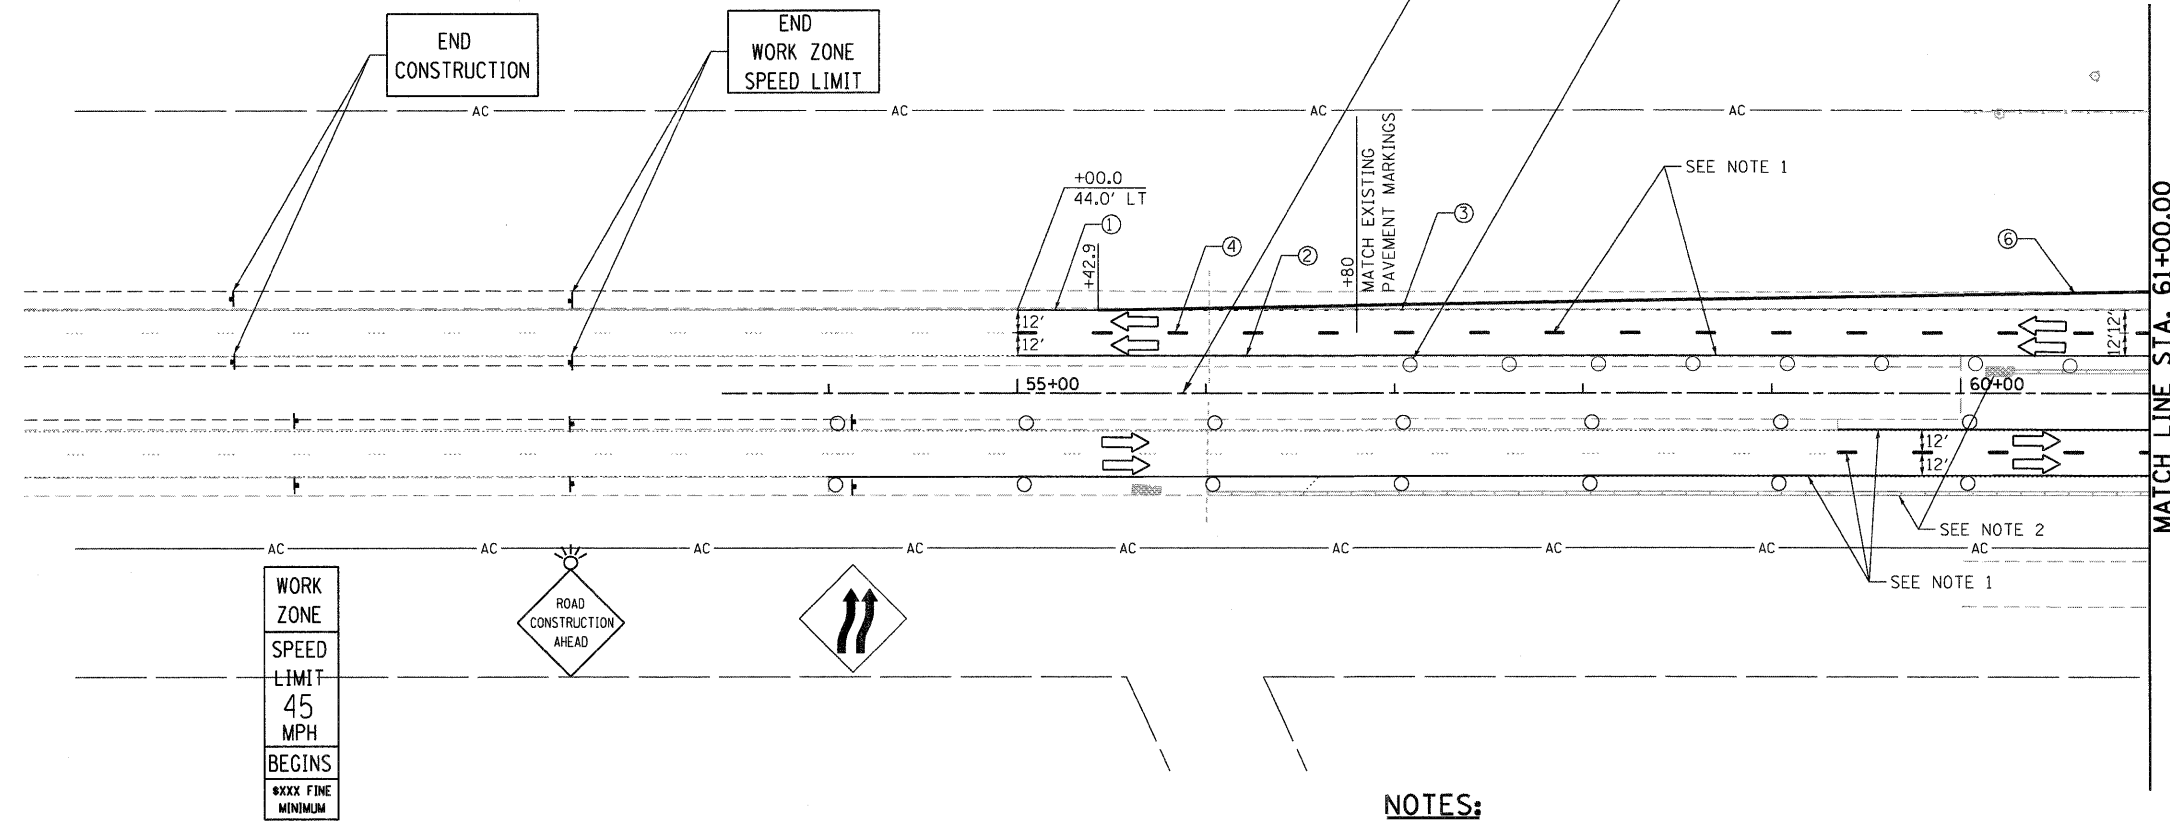 END
CONSTRUCTION
END
WORK ZONE
SPEED LIMIT
AC
AC
AC
AC
+00.0
44.0' LT
①
+42.9
④
②
+80
MATCH EXISTING
PAVEMENT MARKINGS
③
SEE NOTE 1
⑥
12'
12'
12'
12'
55+00
60+00
12'
12'
MATCH LINE STA. 61+00.00
SEE NOTE 2
SEE NOTE 1
AC
AC
AC
AC
AC
AC
AC
AC
AC
WORK
ZONE
SPEED
LIMIT
45
MPH
BEGINS
$XXX FINE
MINIMUM
ROAD
CONSTRUCTION
AHEAD
NOTES: